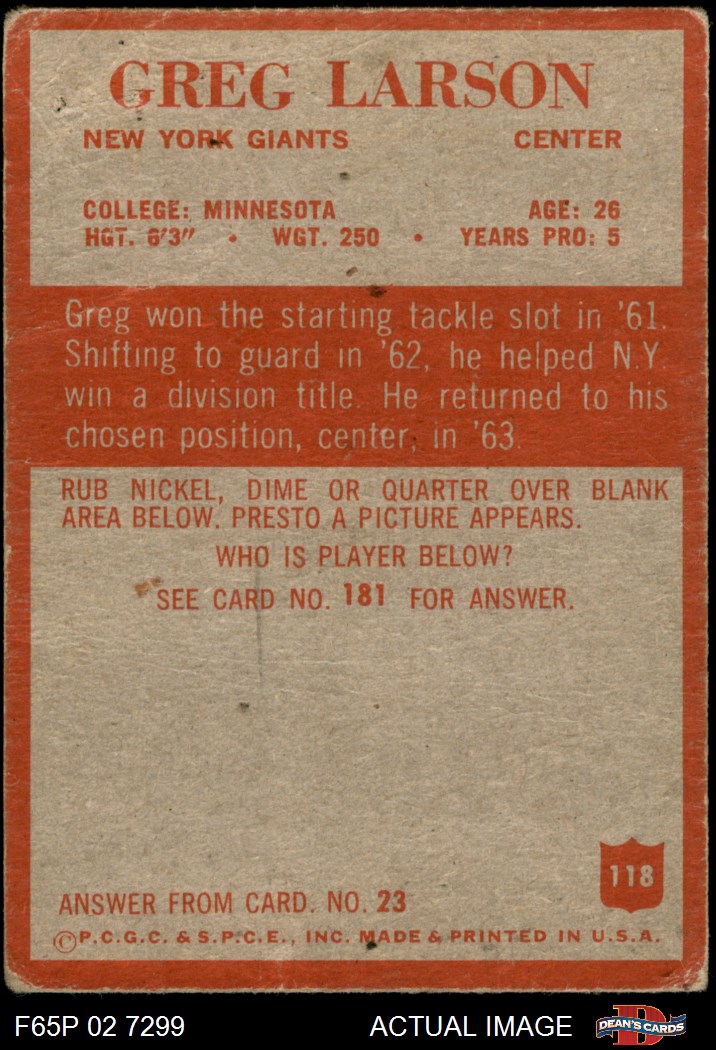 GREG LARSON
NEW YORK GIANTS CENTER
COLLEGE: MINNESOTA AGE: 26
HGT. 6'3" • WGT. 250 • YEARS PRO: 5
Greg won the starting tackle slot in '61.
Shifting to guard in '62, he helped N.Y.
win a division title. He returned to his
chosen position, center, in '63.
RUB NICKEL, DIME OR QUARTER OVER BLANK
AREA BELOW. PRESTO A PICTURE APPEARS.
WHO IS PLAYER BELOW?
SEE CARD NO. 181 FOR ANSWER.
118
ANSWER FROM CARD. NO. 23
©P.C.G.C. & S.P.C.E., INC. MADE & PRINTED IN U.S.A.
F65P 02 7299 ACTUAL IMAGE DEAN'S CARDS